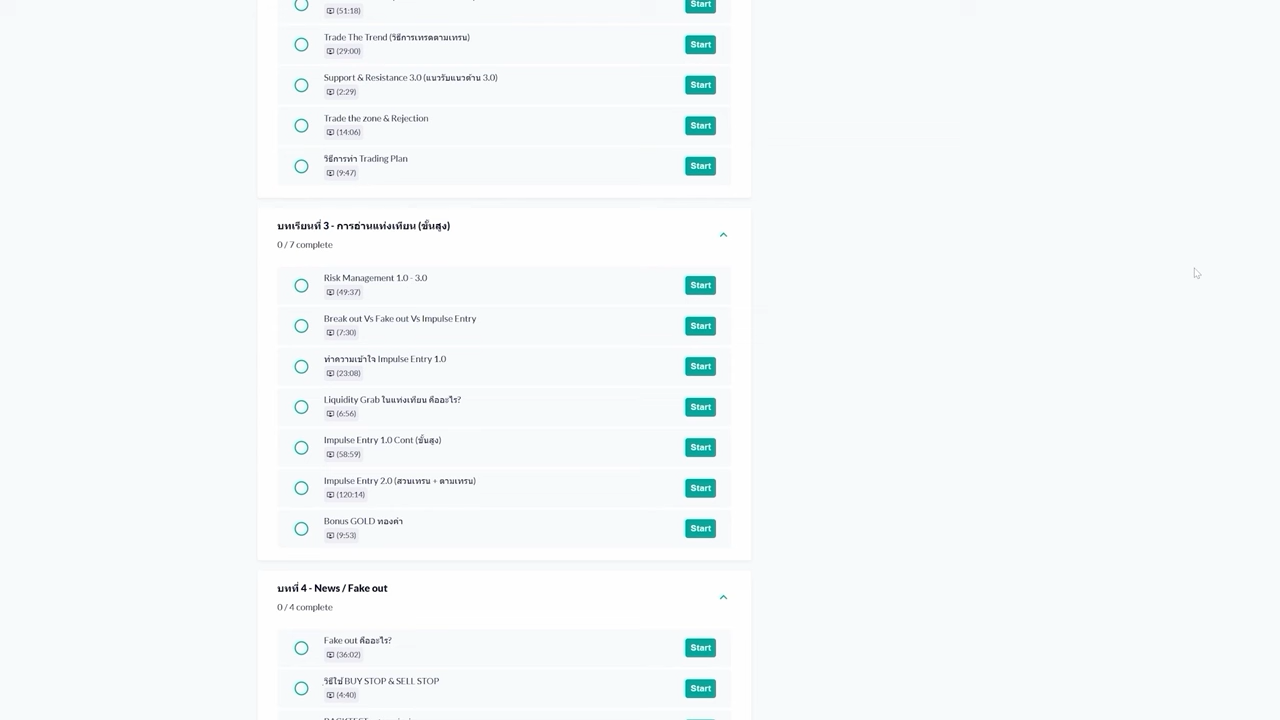 (51:18)
Start
Trade The Trend (วิธีการเทรดตามเทรน)
(29:00)
Start
Support & Resistance 3.0 (แนวรับแนวต้าน 3.0)
(2:29)
Start
Trade the zone & Rejection
(14:06)
Start
วิธีการทำ Trading Plan
(9:47)
Start
บทเรียนที่ 3 - การอ่านแท่งเทียน (ชั้นสูง)
0 / 7 complete
Risk Management 1.0 - 3.0
(49:37)
Start
Break out Vs Fake out Vs Impulse Entry
(7:30)
Start
ทำความเข้าใจ Impulse Entry 1.0
(23:08)
Start
Liquidity Grab ในแท่งเทียน คืออะไร?
(6:56)
Start
Impulse Entry 1.0 Cont (ชั้นสูง)
(58:59)
Start
Impulse Entry 2.0 (สวนเทรน + ตามเทรน)
(120:14)
Start
Bonus GOLD ทองคำ
(9:53)
Start
บทที่ 4 - News / Fake out
0 / 4 complete
Fake out คืออะไร?
(36:02)
Start
วิธีใช้ BUY STOP & SELL STOP
(4:40)
Start